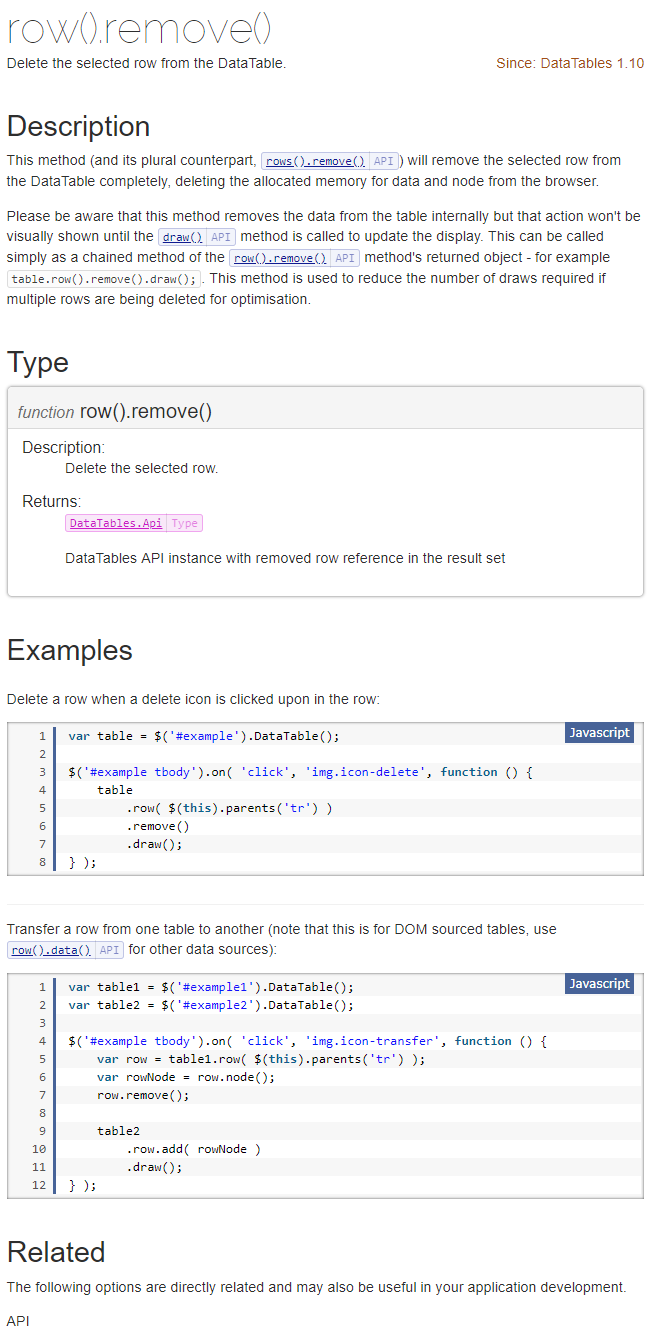 row().remove()
Delete the selected row from the DataTable.
Since: DataTables 1.10
Description
This method (and its plural counterpart, rows().remove() API ) will remove the selected row from
the DataTable completely, deleting the allocated memory for data and node from the browser.
Please be aware that this method removes the data from the table internally but that action won't be
visually shown until the draw() API method is called to update the display. This can be called
simply as a chained method of the row().remove() API method's returned object - for example
table.row().remove().draw(); . This method is used to reduce the number of draws required if
multiple rows are being deleted for optimisation.
Type
function row().remove()
Description:
Delete the selected row.
Returns:
DataTables.Api Type
DataTables API instance with removed row reference in the result set
Examples
Delete a row when a delete icon is clicked upon in the row:
Javascript
1 var table = $('#example').DataTable();
2
3 $('#example tbody').on( 'click', 'img.icon-delete', function () {
4     table
5         .row( $(this).parents('tr') )
6         .remove()
7         .draw();
8 } );
Transfer a row from one table to another (note that this is for DOM sourced tables, use
row().data() API for other data sources):
Javascript
1 var table1 = $('#example1').DataTable();
2 var table2 = $('#example2').DataTable();
3
4 $('#example tbody').on( 'click', 'img.icon-transfer', function () {
5     var row = table1.row( $(this).parents('tr') );
6     var rowNode = row.node();
7     row.remove();
8
9     table2
10         .row.add( rowNode )
11         .draw();
12 } );
Related
The following options are directly related and may also be useful in your application development.
API